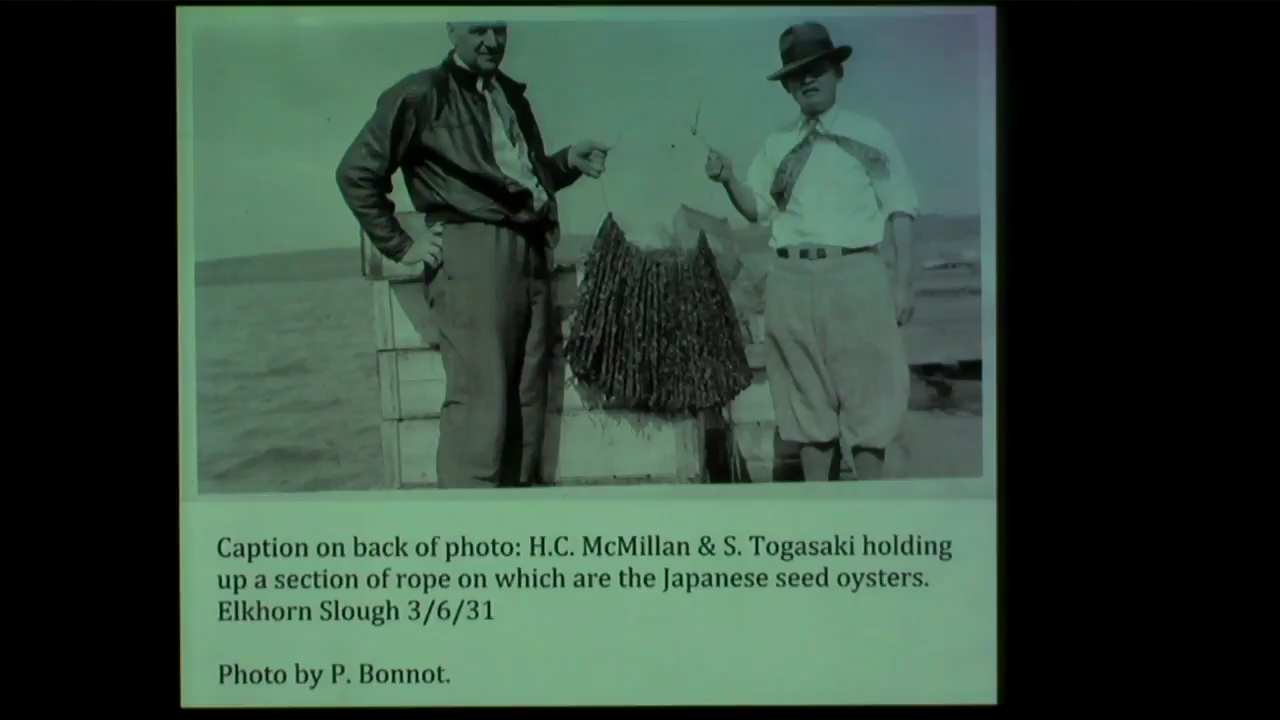 Caption on back of photo: H.C. McMillan & S. Togasaki holding
up a section of rope on which are the Japanese seed oysters.
Elkhorn Slough 3/6/31
Photo by P. Bonnot.